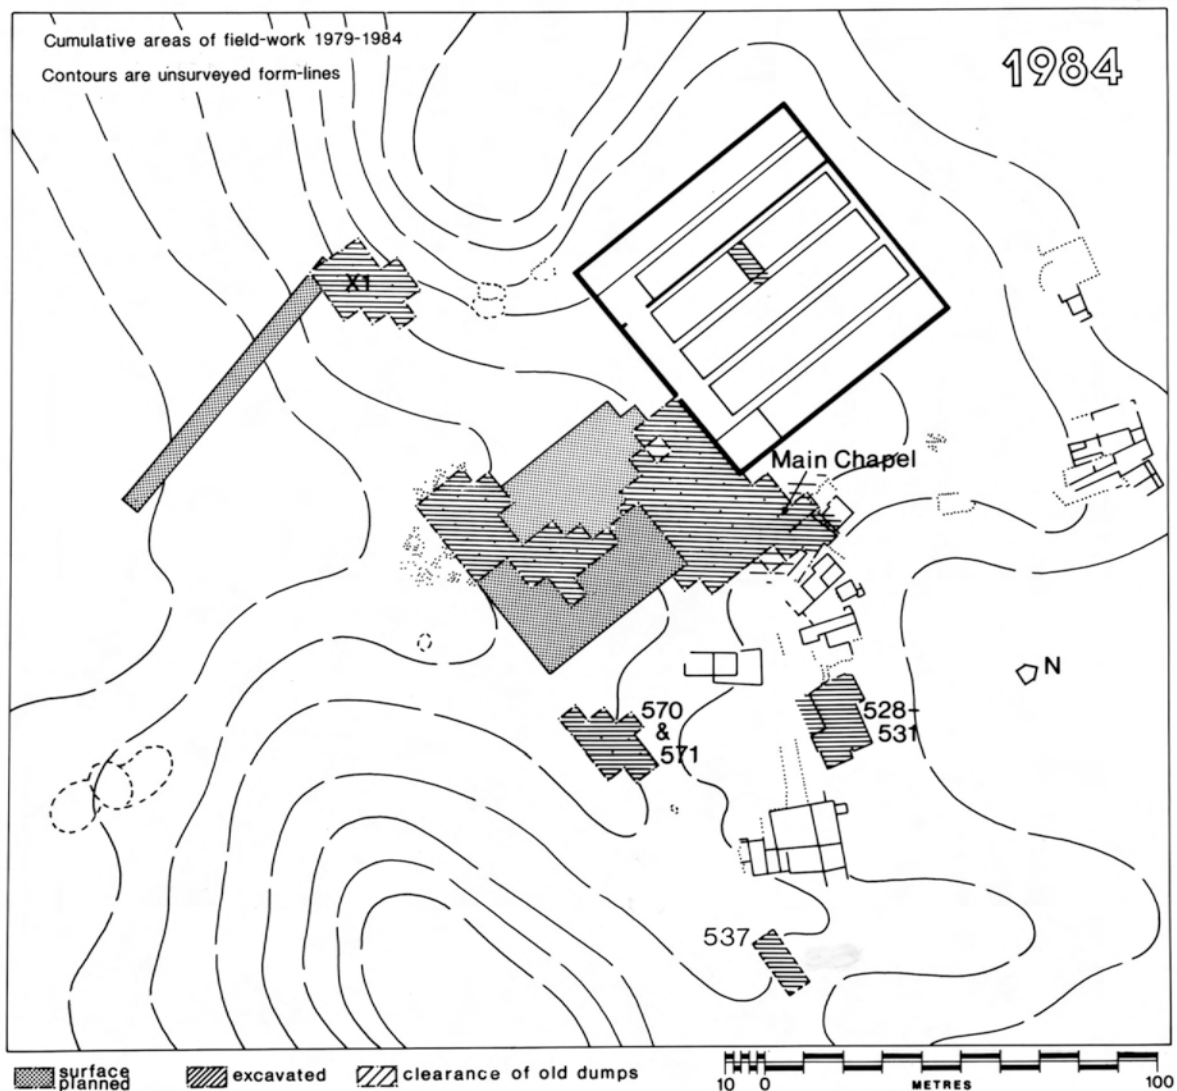 Cumulative areas of field-work 1979-1984
Contours are unsurveyed form-lines
1984
X1
Main Chapel
N
570
&
571
528-
531
537
surface
planned
excavated
clearance of old dumps
10 0 METRES 100